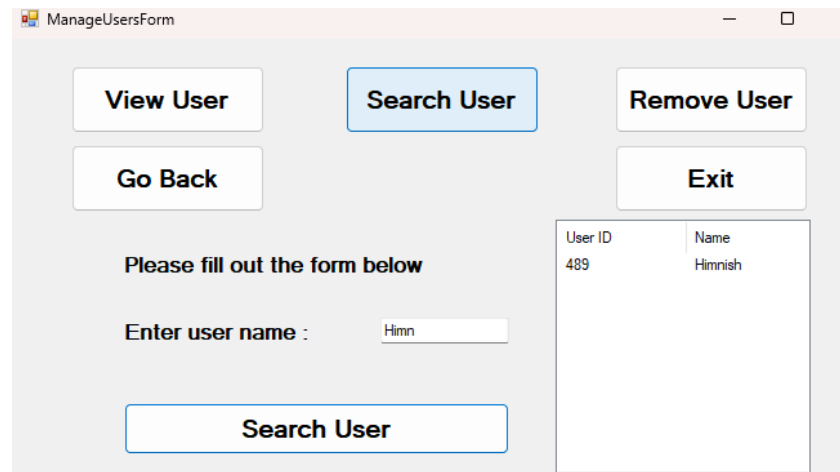 ManageUsersForm
View User
Search User
Remove User
Go Back
Exit
User ID Name
489 Himnish
Please fill out the form below
Enter user name : Himn
Search User